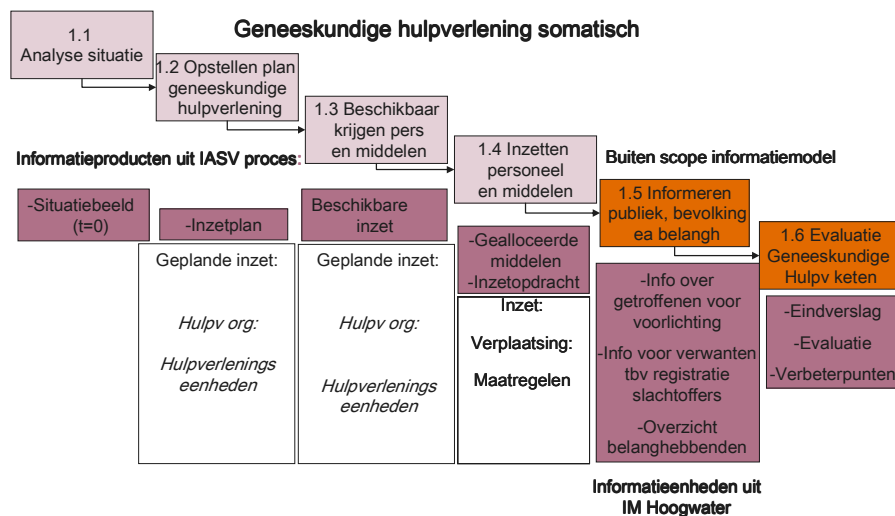 Geneeskundige hulpverlening somatisch
1.1
Analyse situatie
1.2 Opstellen plan
geneeskundige
hulpverlening
1.3 Beschikbaar
krijgen pers
en middelen
1.4 Inzetten
personeel
en middelen
Buiten scope informatiemodel
1.5 Informeren
publiek, bevolking
ea belangh
1.6 Evaluatie
Geneeskundige
Hulpv keten
Informatieproducten uit IASV proces:
-Situatiebeeld
(t=0)
-Inzetplan
Geplande inzet:
Hulpv org:
Hulpverlenings
eenheden
Beschikbare
inzet
Geplande inzet:
Hulpv org:
Hulpverlenings
eenheden
-Gealloceerde
middelen
-Inzetopdracht
Inzet:
Verplaatsing:
Maatregelen
-Info over
getroffenen voor
voorlichting
-Info voor verwanten
tbv registratie
slachtoffers
-Overzicht
belanghebbenden
-Eindverslag
-Evaluatie
-Verbeterpunten
Informatieenheden uit
IM Hoogwater